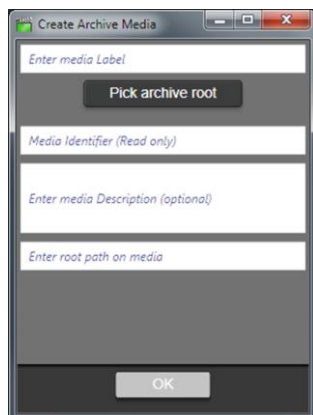 Create Archive Media
Enter media Label
Pick archive root
Media Identifier (Read only)
Enter media Description (optional)
Enter root path on media
OK